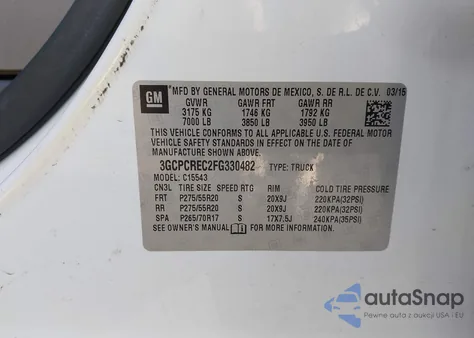 GM
MFD BY GENERAL MOTORS DE MEXICO, S. DE R.L. DE C.V. 03/15
GVWR GAWR FRT GAWR RR
3175 KG 1746 KG 1792 KG
7000 LB 3850 LB 3950 LB
THIS VEHICLE CONFORMS TO ALL APPLICABLE U.S. FEDERAL MOTOR
VEHICLE SAFETY STANDARDS IN EFFECT ON THE DATE OF
MANUFACTURE SHOWN ABOVE.
3GCPCREC2FG330482 TYPE: TRUCK
MODEL: C15543
CN3L TIRE SIZE SPEED RTG RIM COLD TIRE PRESSURE
FRT P275/55R20 S 20X9J 220KPA(32PSI)
RR P275/55R20 S 20X9J 220KPA(32PSI)
SPA P265/70R17 S 17X7.5J 240KPA(35PSI)
SEE OWNER'S MANUAL FOR MORE INFORMATION.
autoSnap
Pewne auto z aukcji USA i EU